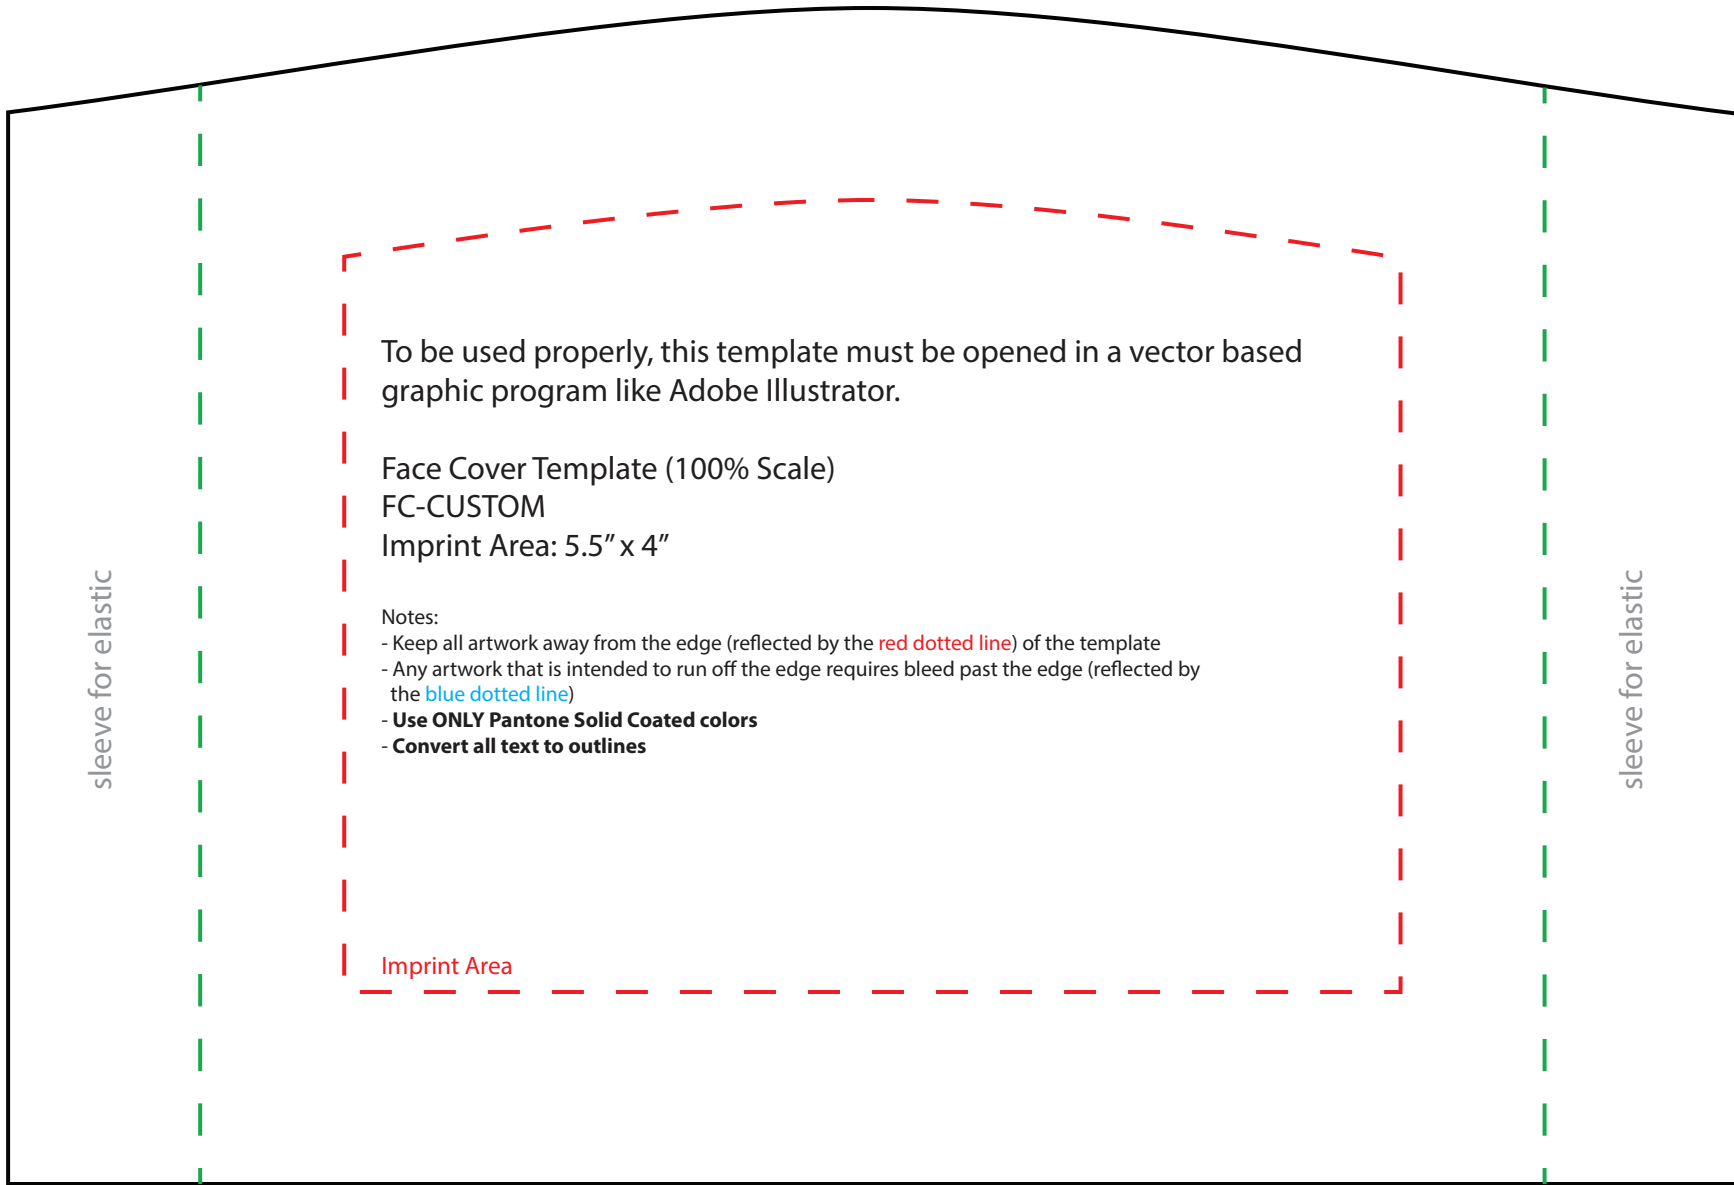 To be used properly, this template must be opened in a vector based
graphic program like Adobe Illustrator.
Face Cover Template (100% Scale)
FC-CUSTOM
Imprint Area: 5.5” x 4”
Notes:
- Keep all artwork away from the edge (reflected by the red dotted line) of the template
- Any artwork that is intended to run off the edge requires bleed past the edge (reflected by
the blue dotted line)
- Use ONLY Pantone Solid Coated colors
- Convert all text to outlines
Imprint Area
sleeve for elastic
sleeve for elastic